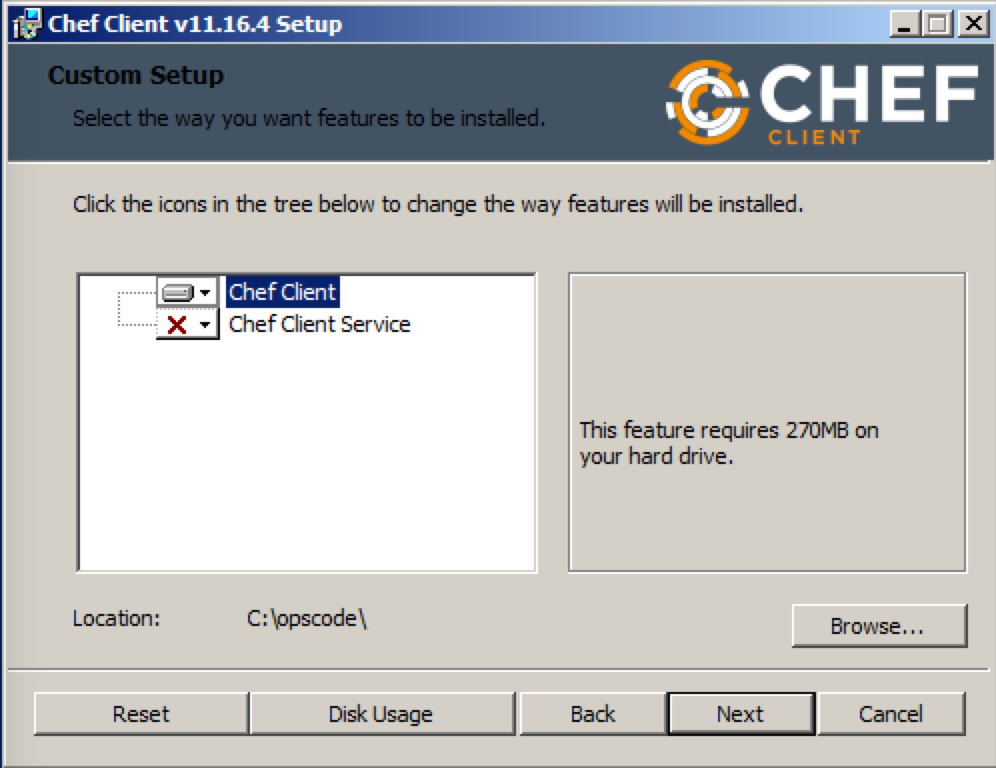 Chef Client v11.16.4 Setup
Custom Setup
Select the way you want features to be installed.
CHEF
CLIENT
Click the icons in the tree below to change the way features will be installed.
Chef Client
Chef Client Service
This feature requires 270MB on
your hard drive.
Location: C:\opscode\
Browse...
Reset Disk Usage Back Next Cancel